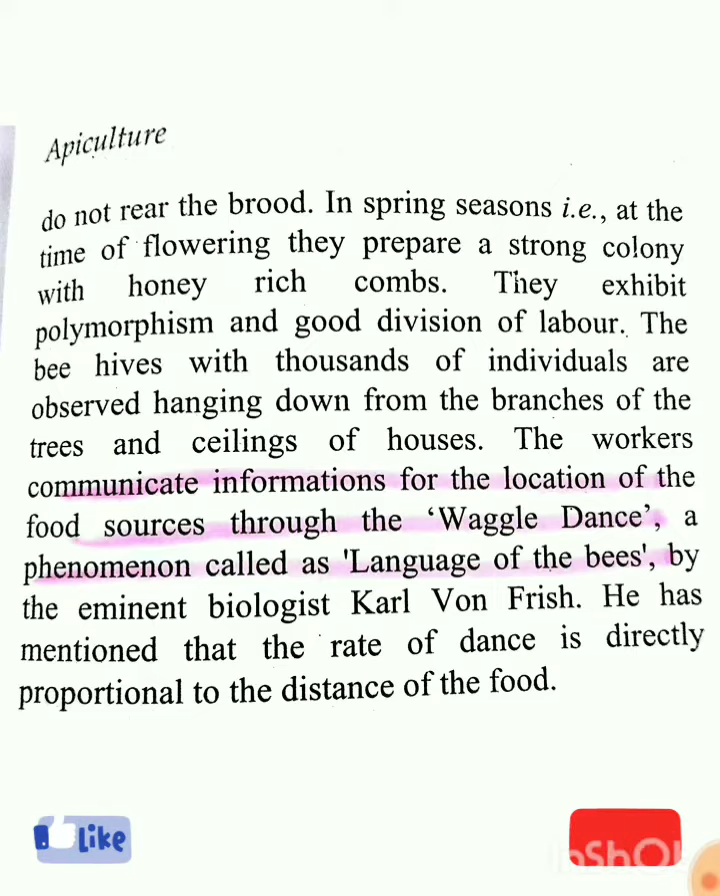 Apiculture
do not rear the brood. In spring seasons i.e., at the
time of flowering they prepare a strong colony
with honey rich combs. They exhibit
polymorphism and good division of labour. The
bee hives with thousands of individuals are
observed hanging down from the branches of the
trees and ceilings of houses. The workers
communicate informations for the location of the
food sources through the ‘Waggle Dance’, a
phenomenon called as 'Language of the bees', by
the eminent biologist Karl Von Frish. He has
mentioned that the rate of dance is directly
proportional to the distance of the food.
Like